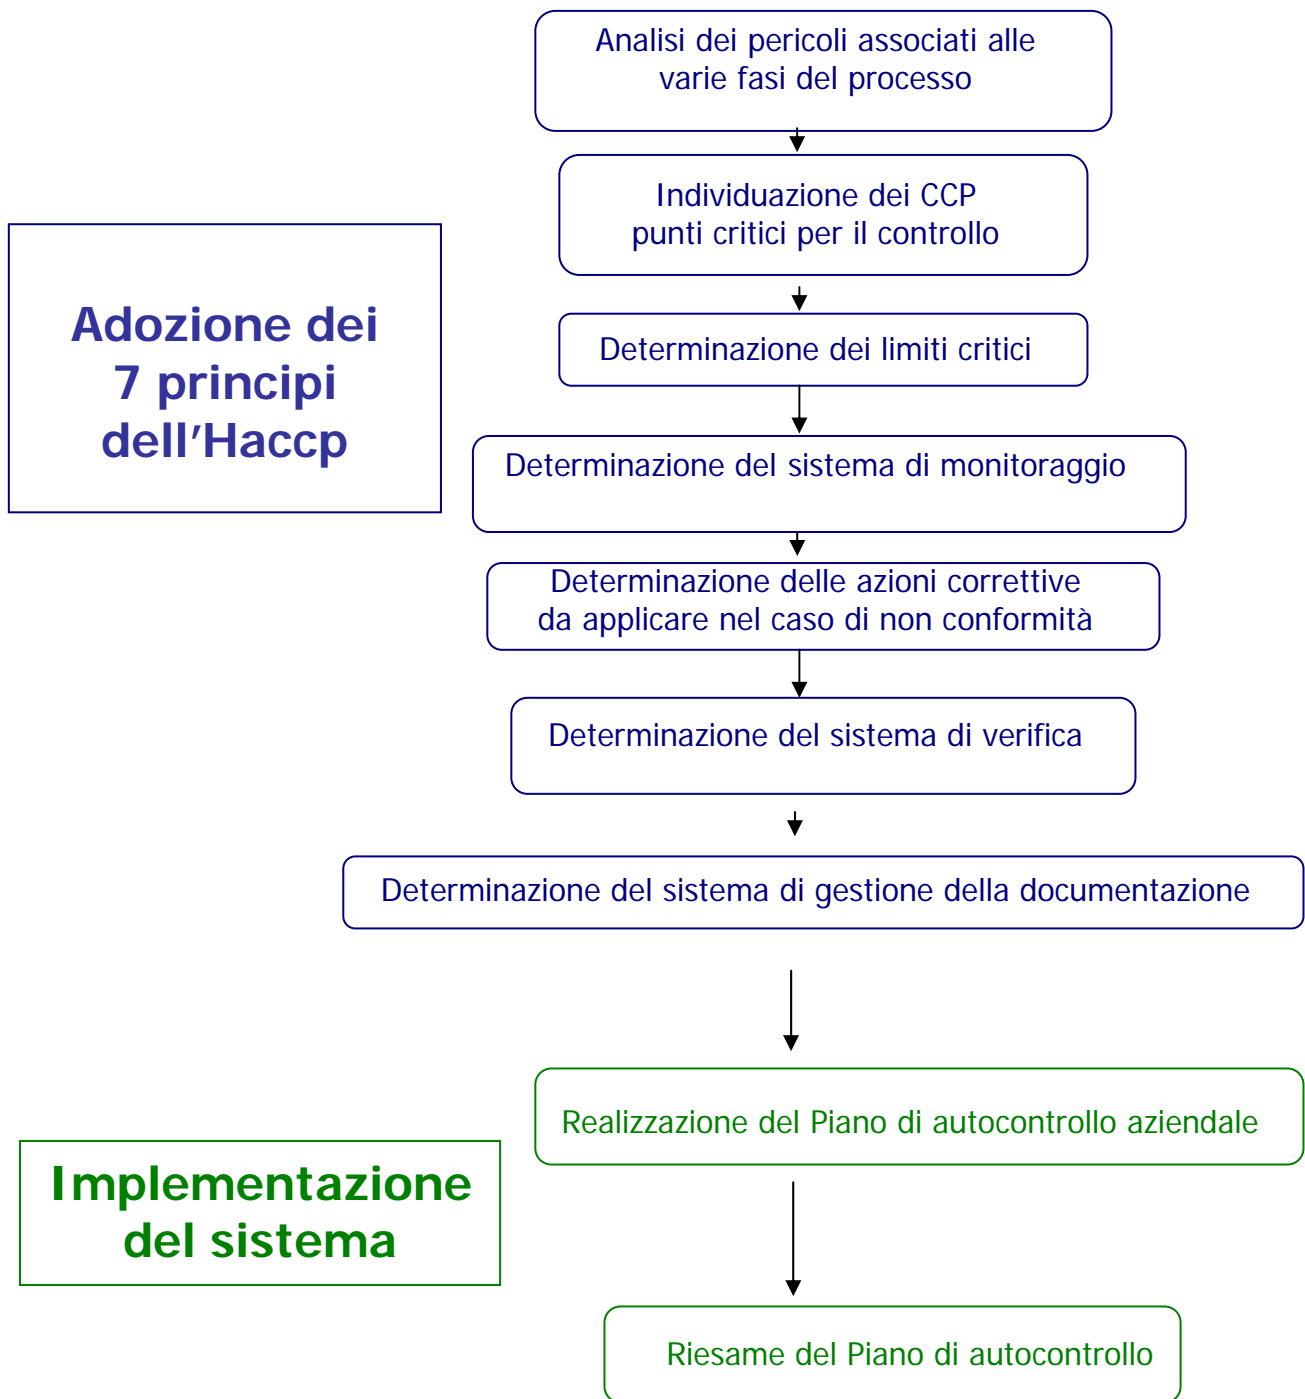 Analisi dei pericoli associati alle
varie fasi del processo
Individuazione dei CCP
punti critici per il controllo
Adozione dei
7 principi
dell'Haccp
Determinazione dei limiti critici
Determinazione del sistema di monitoraggio
Determinazione delle azioni correttive
da applicare nel caso di non conformità
Determinazione del sistema di verifica
Determinazione del sistema di gestione della documentazione
Realizzazione del Piano di autocontrollo aziendale
Implementazione
del sistema
Riesame del Piano di autocontrollo